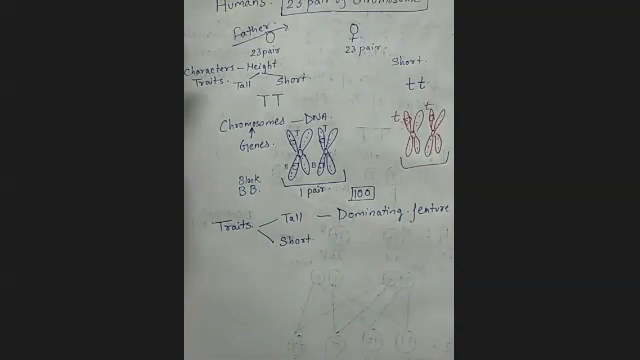 Humans. 23 pair of Chromosome
Father.
23 pair 23 pair.
Characters - Height Short.
Traits. Tall Short tt.
TT
Chromosomes - DNA.
T T t t
Genes.
B B
Black
BB. 1 pair. 100
Traits Tall - Dominating feature
Short.